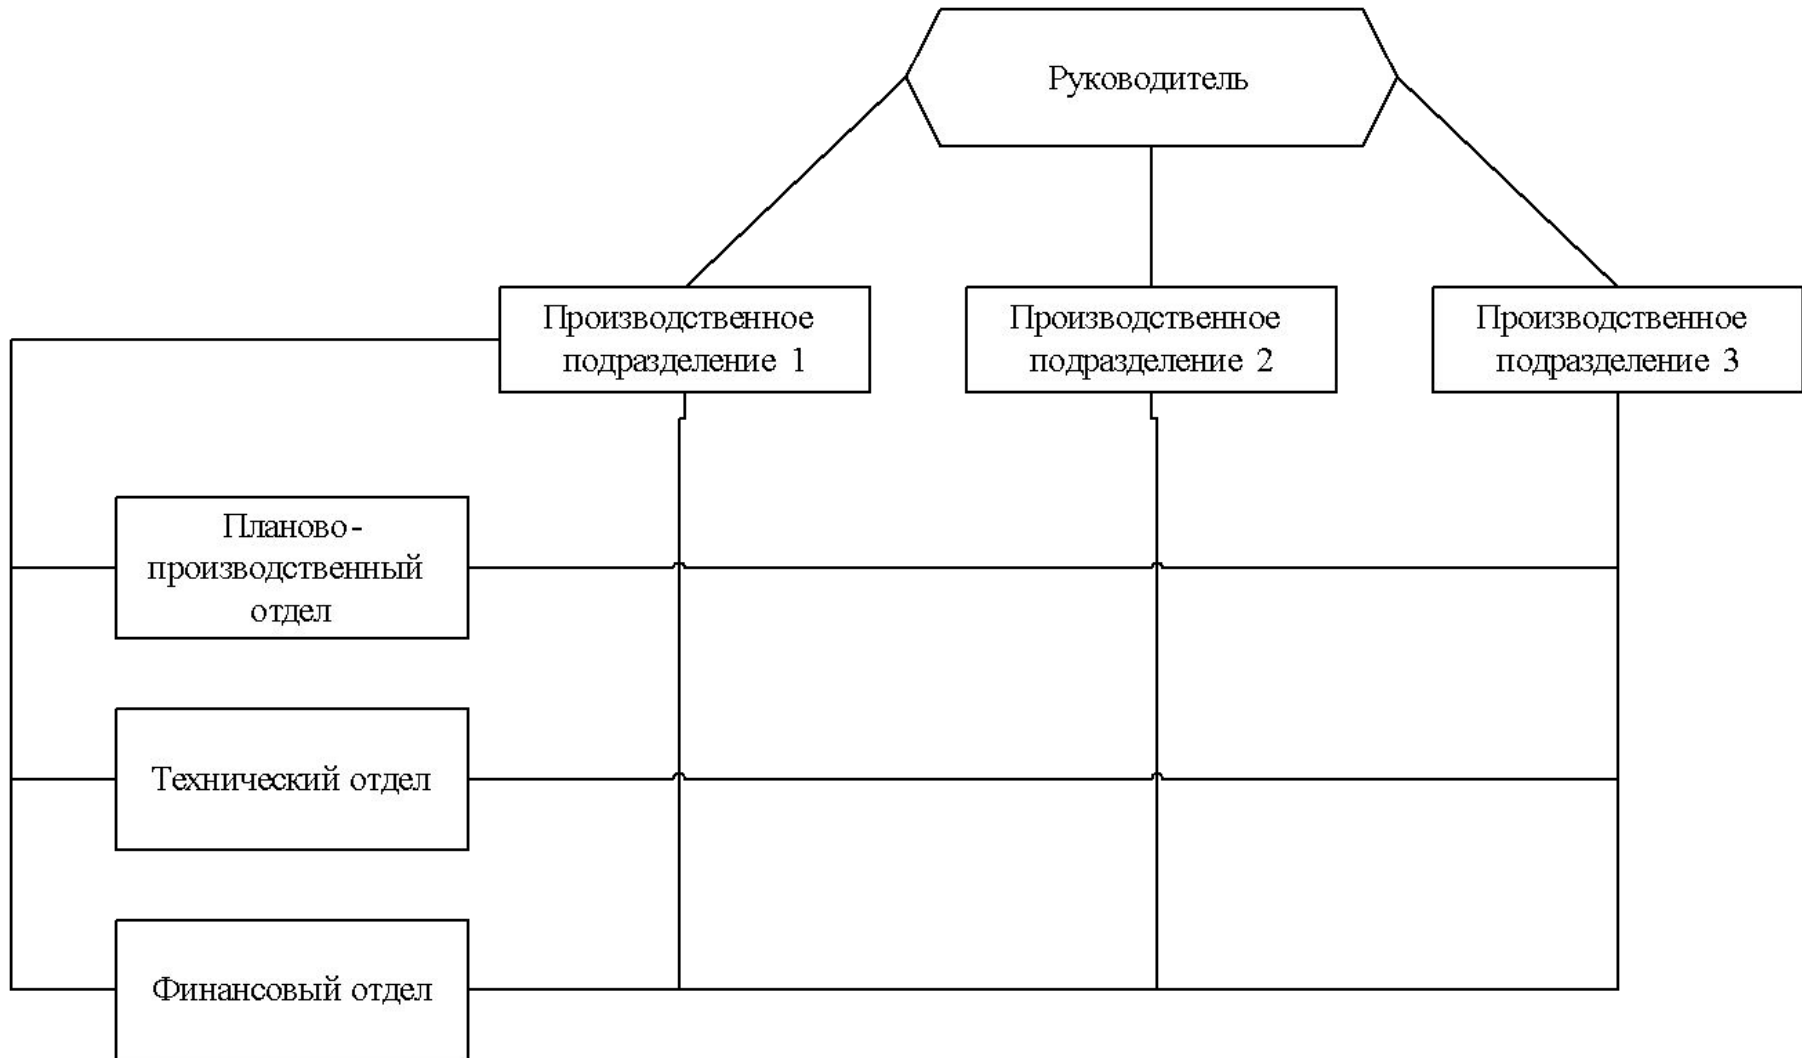 Руководитель
Производственное
подразделение 1
Производственное
подразделение 2
Производственное
подразделение 3
Планово-
производственный
отдел
Технический отдел
Финансовый отдел